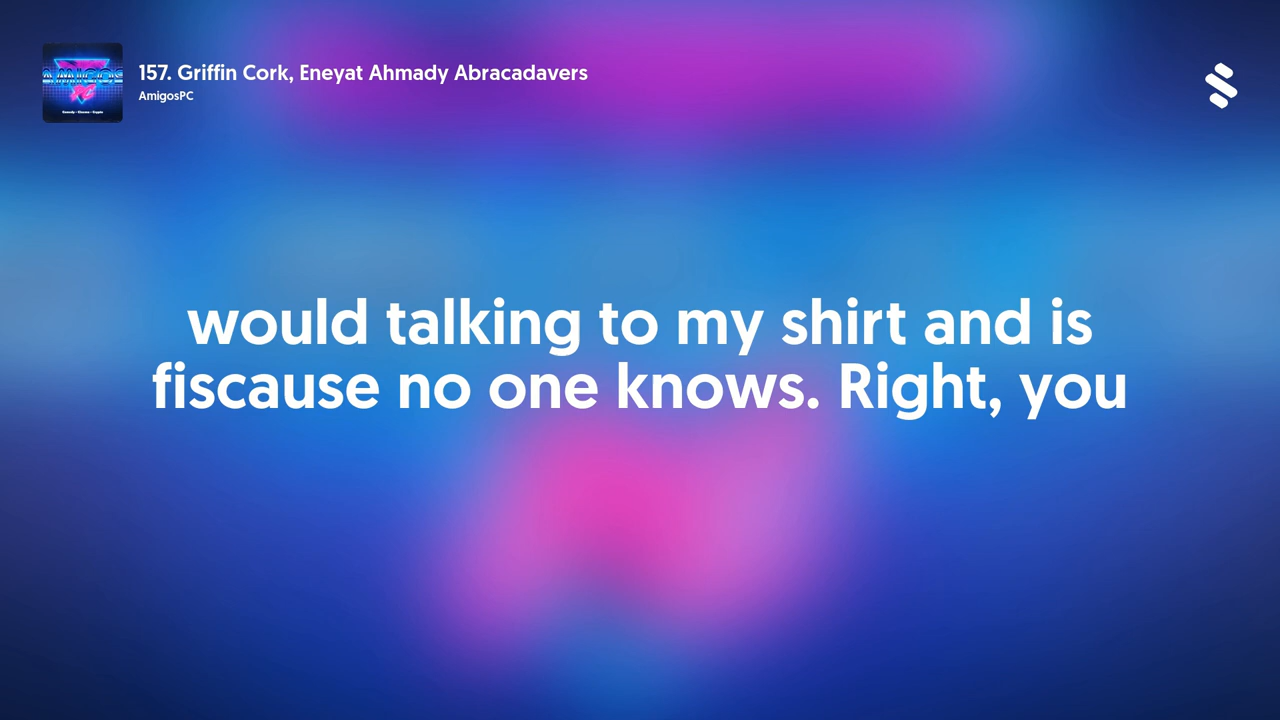 157. Griffin Cork, Eneyat Ahmady Abracadavers
AmigosPC
would talking to my shirt and is
fiscause no one knows. Right, you